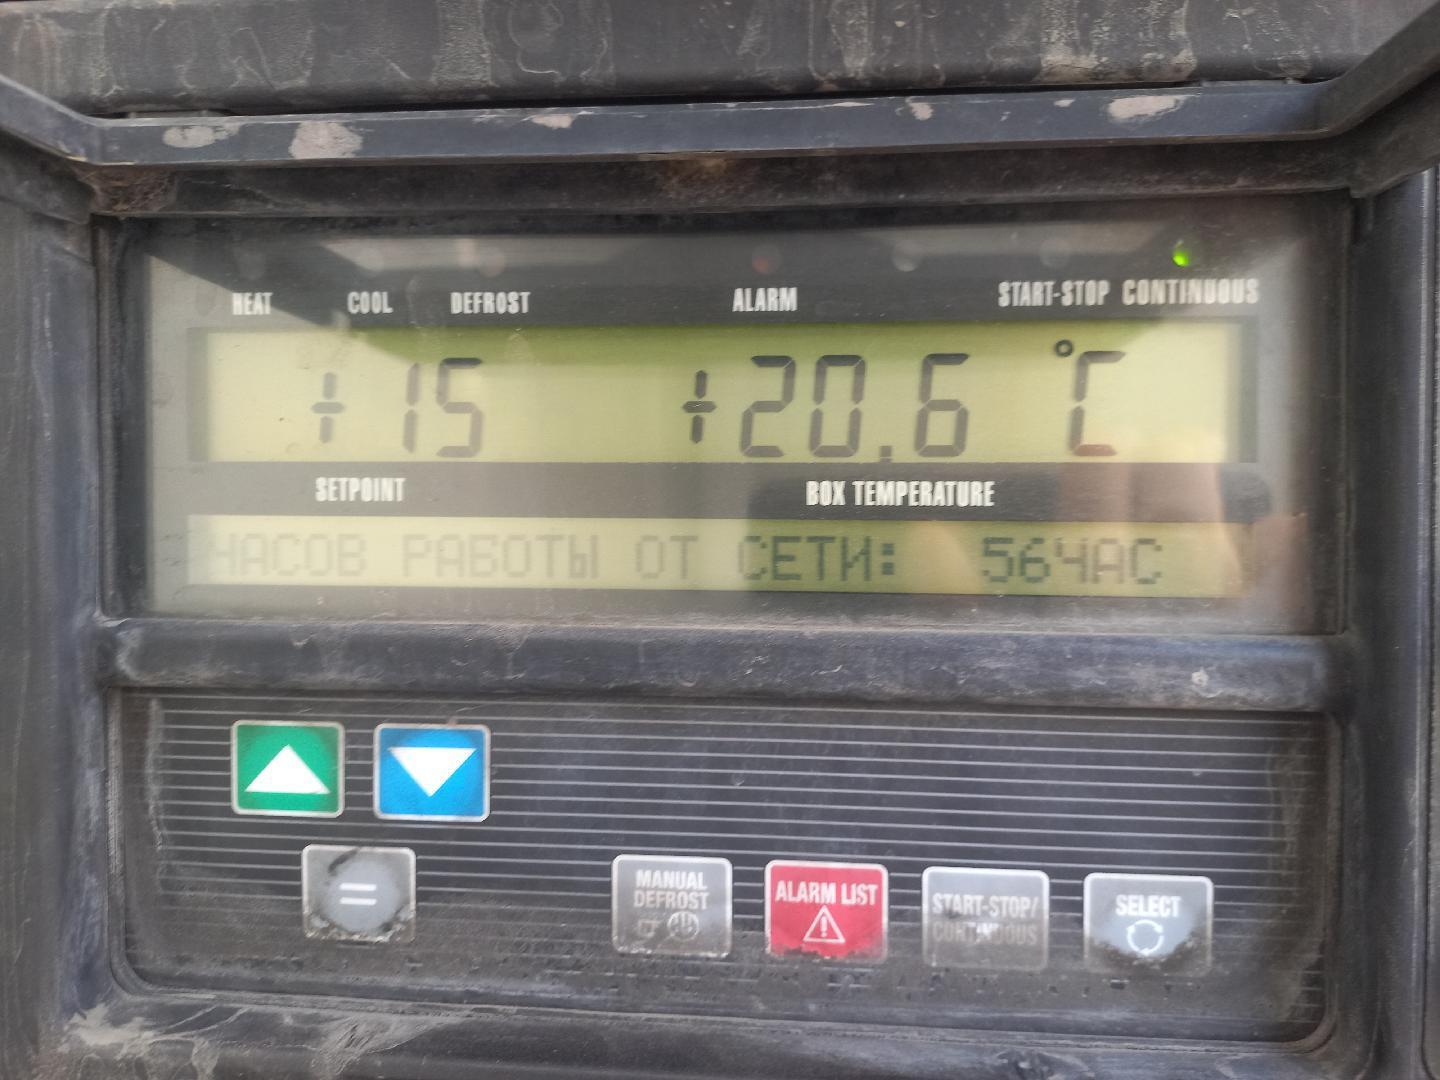 HEAT COOL DEFROST ALARM START-STOP CONTINUOUS
+15 +20.6 °C
SETPOINT BOX TEMPERATURE
ЧАСОВ РАБОТЫ ОТ СЕТИ: 56ЧАС
=
MANUAL DEFROST
ALARM LIST
START-STOP/
CONTINUOUS
SELECT